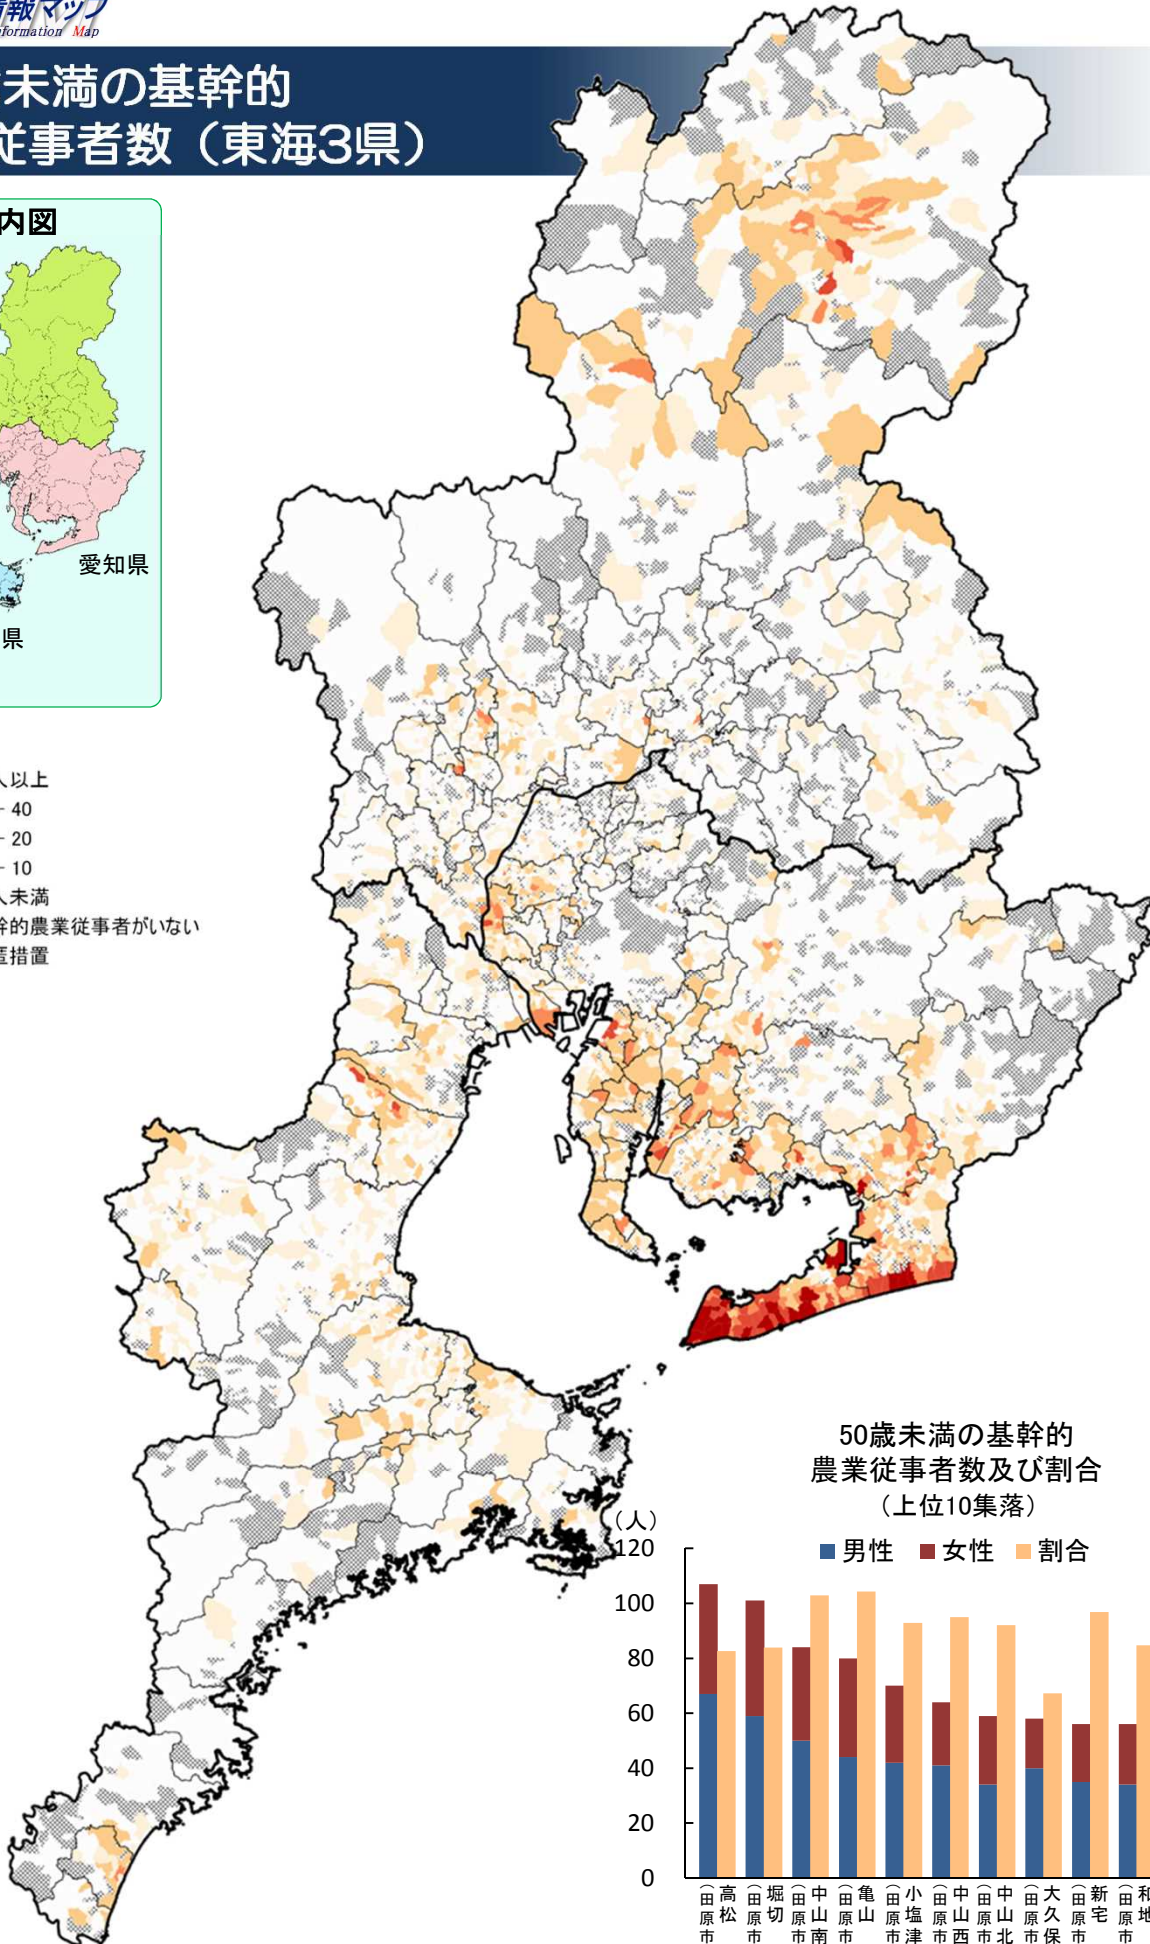 情報マップ
nformation Map
未満の基幹的
従事者数（東海3県）
内図
愛知県
県
人以上
- 40
- 20
- 10
人未満
幹的農業従事者がいない
匿措置
50歳未満の基幹的
農業従事者数及び割合
（上位10集落）
（人）
男性 女性 割合
120
100
80
60
40
20
0
高松（田原市
堀切（田原市
中山南（田原市
亀山（田原市
小塩津（田原市
中山西（田原市
中山北（田原市
大久保（田原市
新宅（田原市
和地（田原市